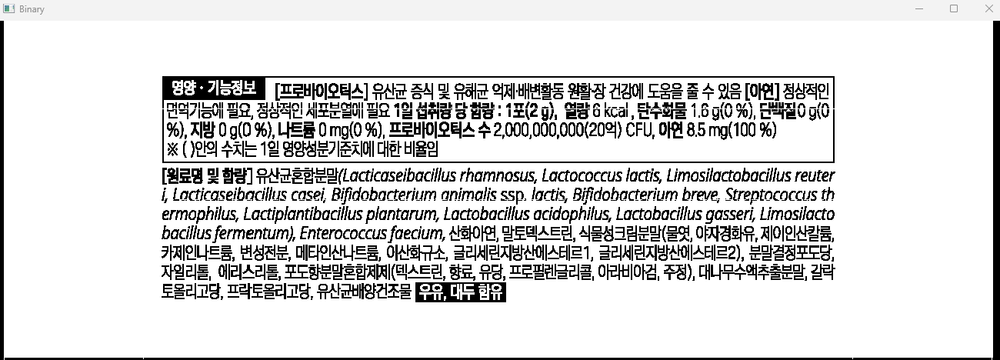 Binary
영양·기능정보 [프로바이오틱스] 유산균 증식 및 유해균 억제·배변활동 원활·장 건강에 도움을 줄 수 있음 [아연] 정상적인
면역기능에 필요, 정상적인 세포분열에 필요 1일 섭취량 당 함량 : 1포(2 g), 열량 6 kcal , 탄수화물 1.6 g(0 %), 단백질 0 g(0
%), 지방 0 g(0 %), 나트륨 0 mg(0 %), 프로바이오틱스 수 2,000,000,000(20억) CFU, 아연 8.5 mg(100 %)
※ ( )안의 수치는 1일 영양성분기준치에 대한 비율임
[원료명 및 함량] 유산균혼합분말(Lacticaseibacillus rhamnosus, Lactococcus lactis, Limosilactobacillus reuter
i, Lacticaseibacillus casei, Bifidobacterium animalis ssp. lactis, Bifidobacterium breve, Streptococcus th
ermophilus, Lactiplantibacillus plantarum, Lactobacillus acidophilus, Lactobacillus gasseri, Limosilacto
bacillus fermentum), Enterococcus faecium, 산화아연, 말토덱스트린, 식물성크림분말(물엿, 야자경화유, 제이인산칼륨,
카제인나트륨, 변성전분, 메타인산나트륨, 이산화규소, 글리세린지방산에스테르1, 글리세린지방산에스테르2), 분말결정포도당,
자일리톨, 에리스리톨, 포도향분말혼합제제(덱스트린, 향료, 유당, 프로필렌글리콜, 아라비아검, 주정), 대나무수액추출분말, 갈락
토올리고당, 프락토올리고당, 유산균배양건조물 우유, 대두 함유